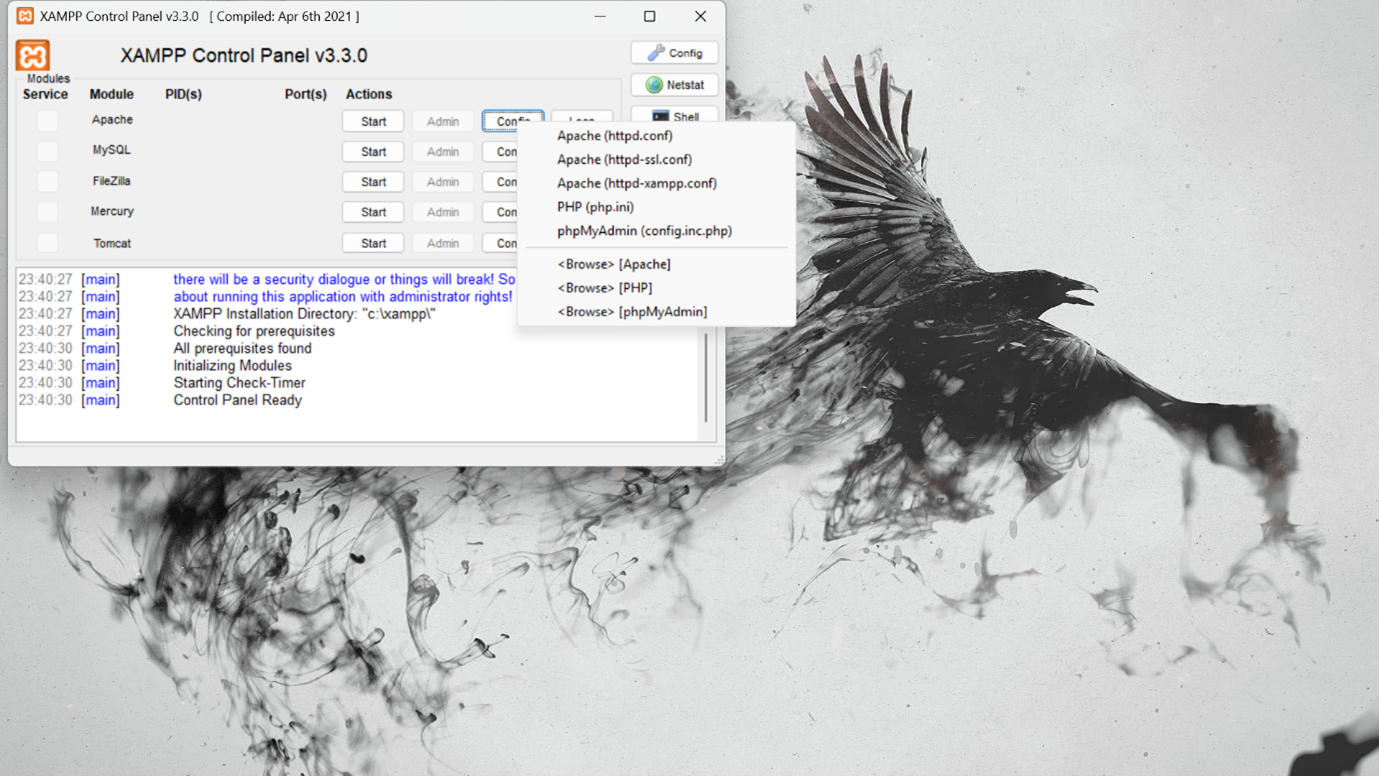 XAMPP Control Panel v3.3.0 [ Compiled: Apr 6th 2021 ]
XAMPP Control Panel v3.3.0
Config
Modules
Netstat
Service Module PID(s) Port(s) Actions
Shell
Apache Start Admin Config Logs
MySQL Start Admin Con
FileZilla Start Admin Con
Mercury Start Admin Con
Tomcat Start Admin Con
Apache (httpd.conf)
Apache (httpd-ssl.conf)
Apache (httpd-xampp.conf)
PHP (php.ini)
phpMyAdmin (config.inc.php)
<Browse> [Apache]
<Browse> [PHP]
<Browse> [phpMyAdmin]
23:40:27 [main] there will be a security dialogue or things will break! So
23:40:27 [main] about running this application with administrator rights!
23:40:27 [main] XAMPP Installation Directory: "c:\xampp\"
23:40:27 [main] Checking for prerequisites
23:40:30 [main] All prerequisites found
23:40:30 [main] Initializing Modules
23:40:30 [main] Starting Check-Timer
23:40:30 [main] Control Panel Ready